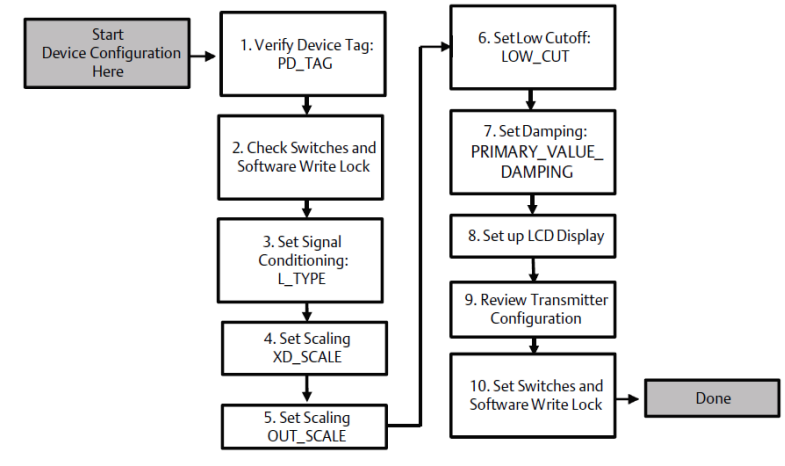 Start
Device Configuration
Here
1. Verify Device Tag:
PD_TAG
2. Check Switches and
Software Write Lock
3. Set Signal
Conditioning:
L_TYPE
4. Set Scaling
XD_SCALE
5. Set Scaling
OUT_SCALE
6. Set Low Cutoff:
LOW_CUT
7. Set Damping:
PRIMARY_VALUE_
DAMPING
8. Set up LCD Display
9. Review Transmitter
Configuration
10. Set Switches and
Software Write Lock
Done